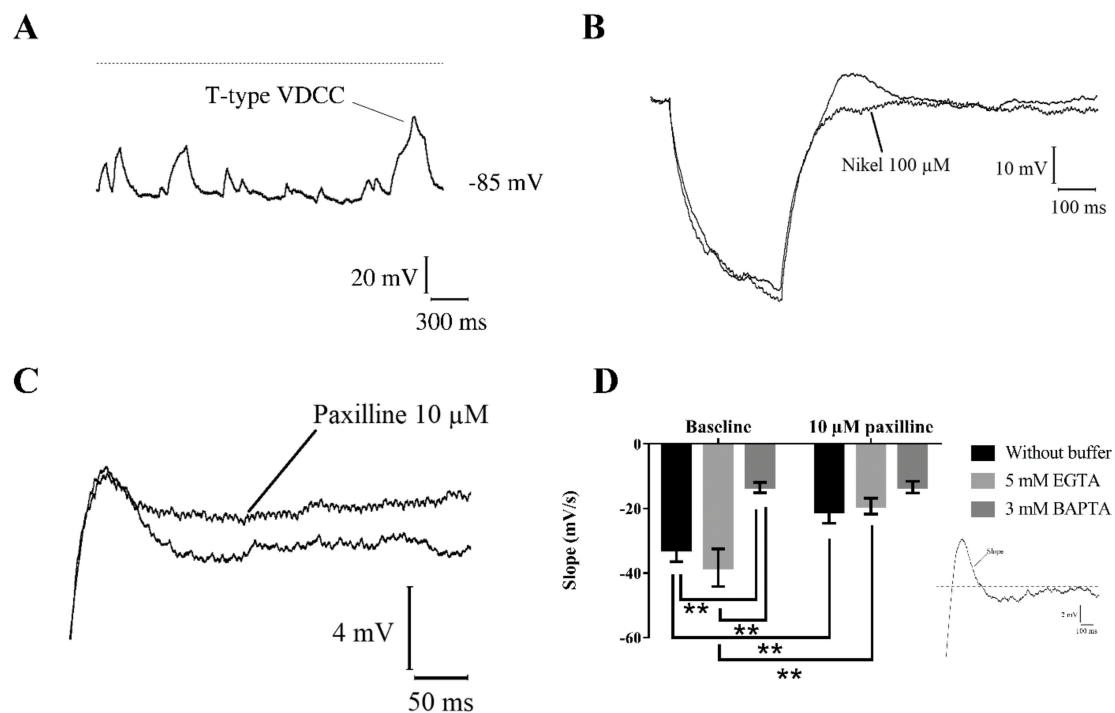 A
T-type VDCC
-85 mV
20 mV
300 ms
B
Nikel 100 µM
10 mV
100 ms
C
Paxilline 10 µM
4 mV
50 ms
D
Baseline
10 µM paxilline
0
-20
-40
-60
Slope (mV/s)
**
**
**
**
Without buffer
5 mM EGTA
3 mM BAPTA
Slope
2 mV
100 ms